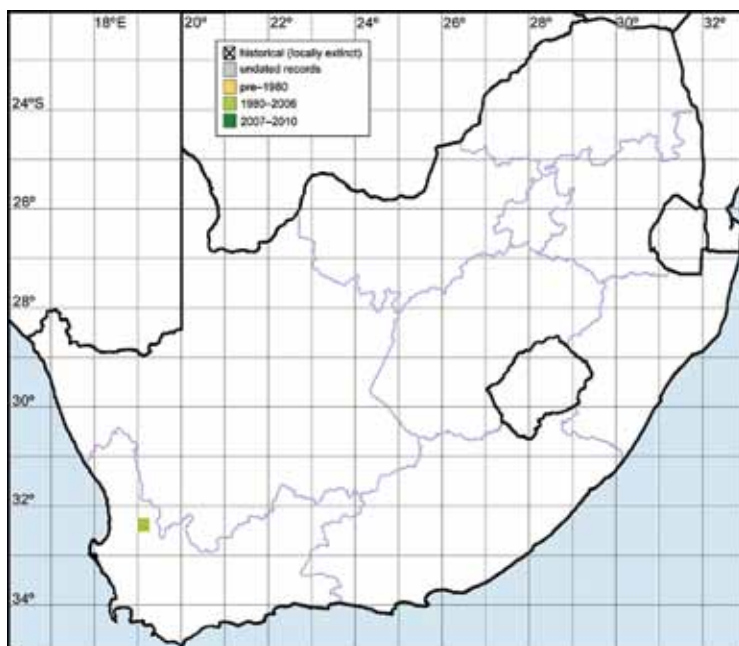 18°E 20° 22° 24° 26° 28° 30° 32°
historical (locally extinct)
undated records
pre–1980
1980–2006
2007–2010
24°S
26°
28°
30°
32°
34°